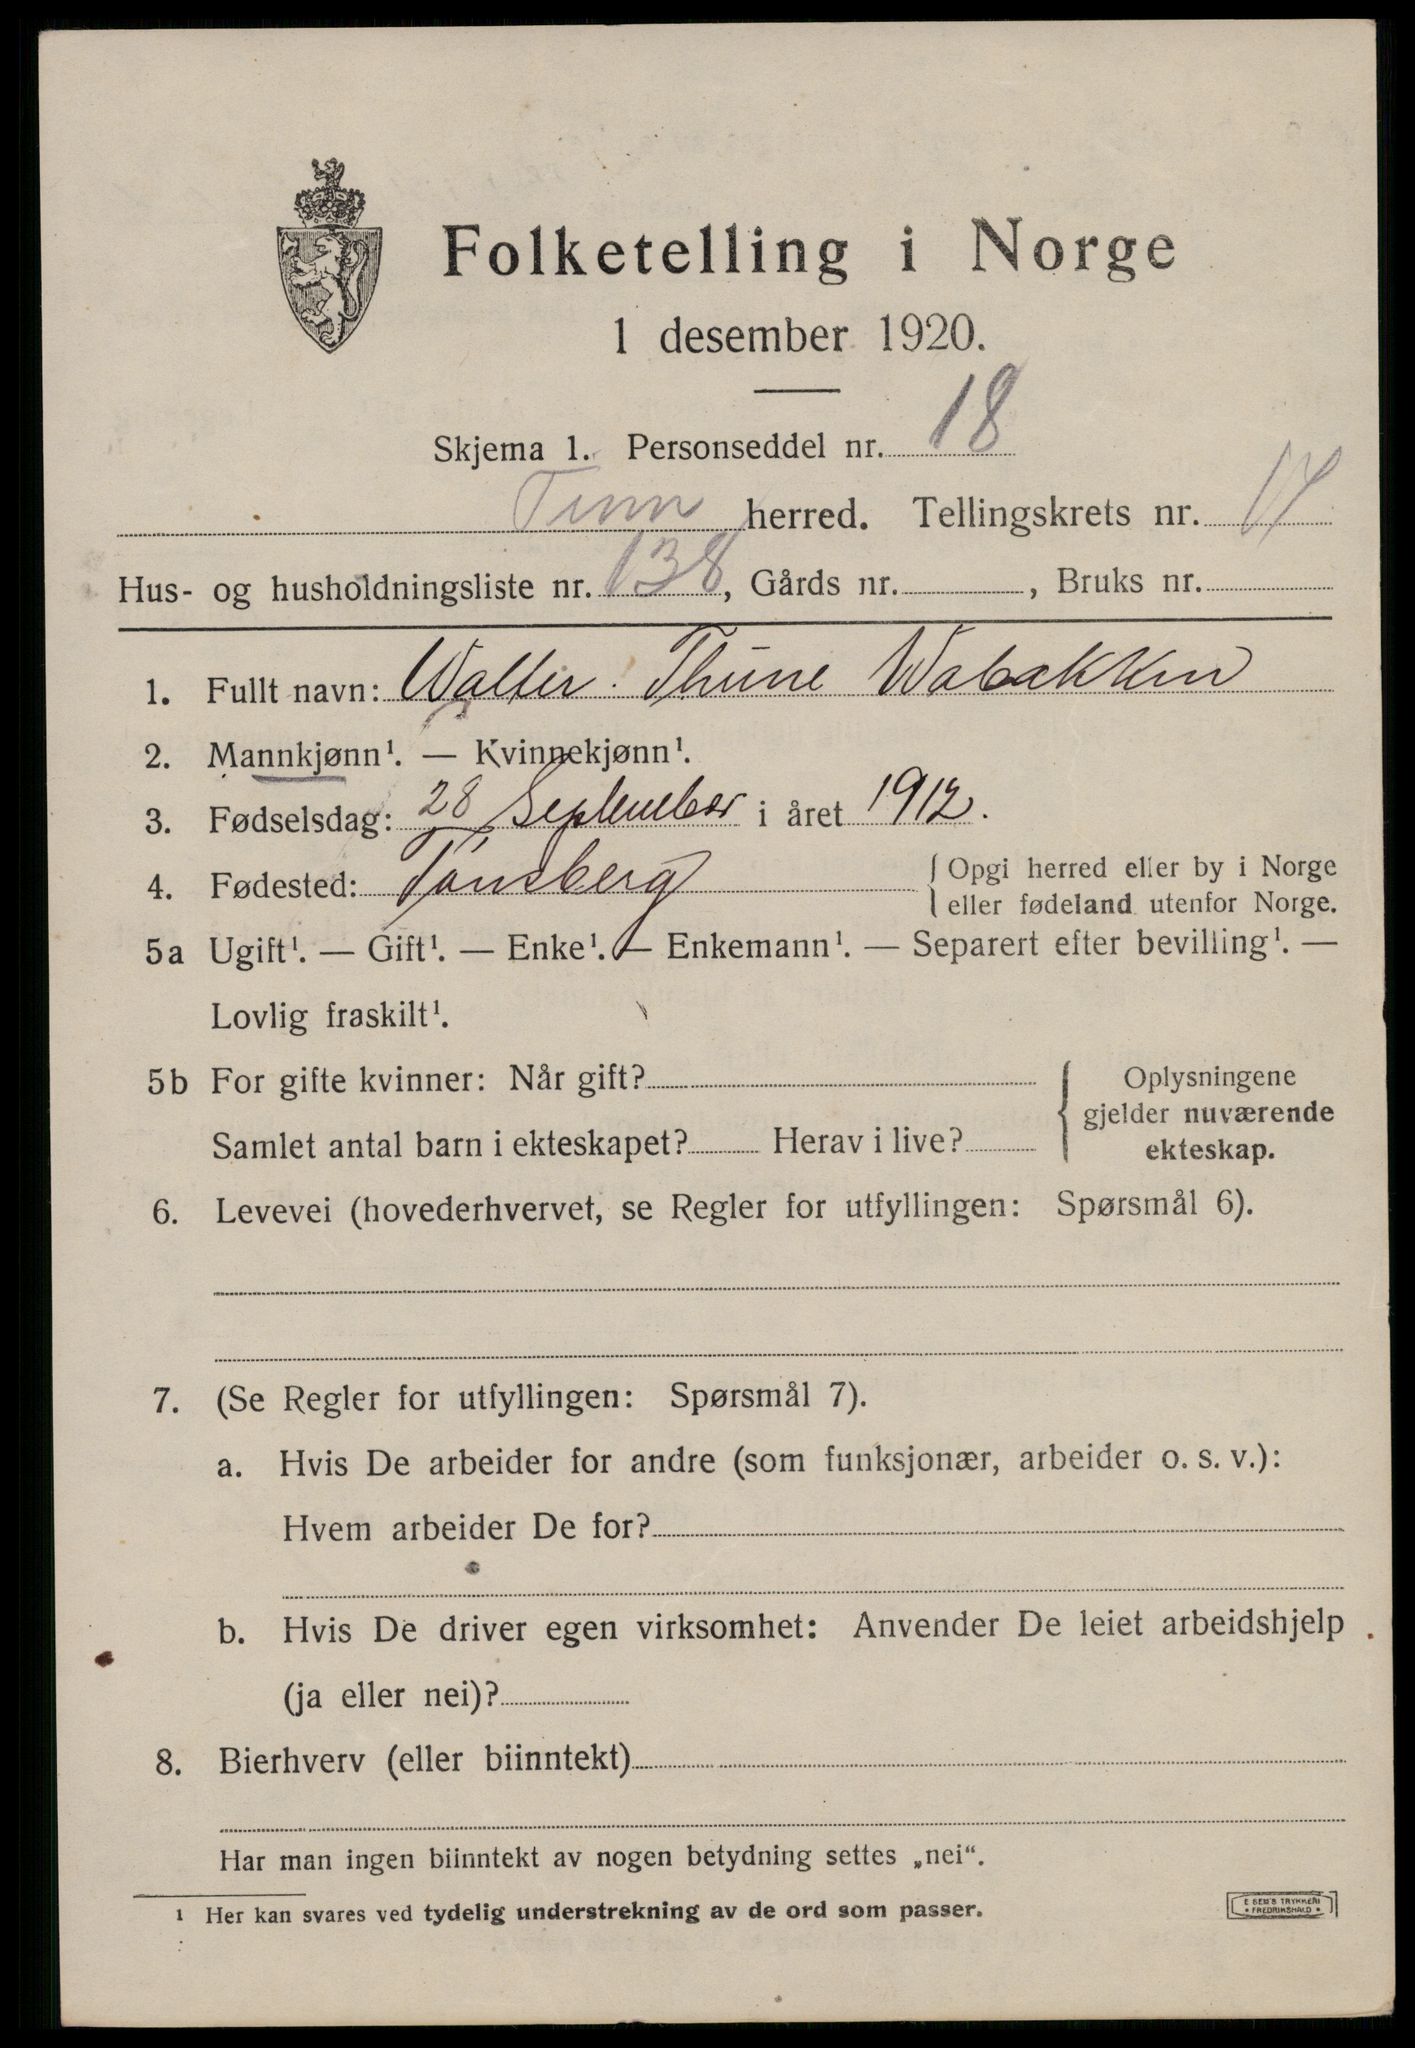 Folketelling i Norge
1 desember 1920.
Skjema 1. Personseddel nr. 18
Tinn herred. Tellingskrets nr. 14
Hus- og husholdningsliste nr. 138, Gårds nr. , Bruks nr.
1. Fullt navn: Walter Thune Wabakken
2. Mannkjønn¹. — Kvinnekjønn¹.
3. Fødselsdag: 28 September i året 1912.
4. Fødested: Tønsberg { Opgi herred eller by i Norge
eller fødeland utenfor Norge.
5a Ugift¹. — Gift¹. — Enke¹. — Enkemann¹. — Separert efter bevilling¹. —
Lovlig fraskilt¹.
5b For gifte kvinner: Når gift? { Oplysningene
gjelder nuværende
Samlet antal barn i ekteskapet? Herav i live? ekteskap.
6. Levevei (hovederhvervet, se Regler for utfyllingen: Spørsmål 6).
7. (Se Regler for utfyllingen: Spørsmål 7).
a. Hvis De arbeider for andre (som funksjonær, arbeider o. s. v.):
Hvem arbeider De for?
b. Hvis De driver egen virksomhet: Anvender De leiet arbeidshjelp
(ja eller nei)?
8. Bierhverv (eller biinntekt)
Har man ingen biinntekt av nogen betydning settes „nei“.
¹ Her kan svares ved tydelig understrekning av de ord som passer.
E SEM'S TRYKKERI
• FREDRIKSHALD •